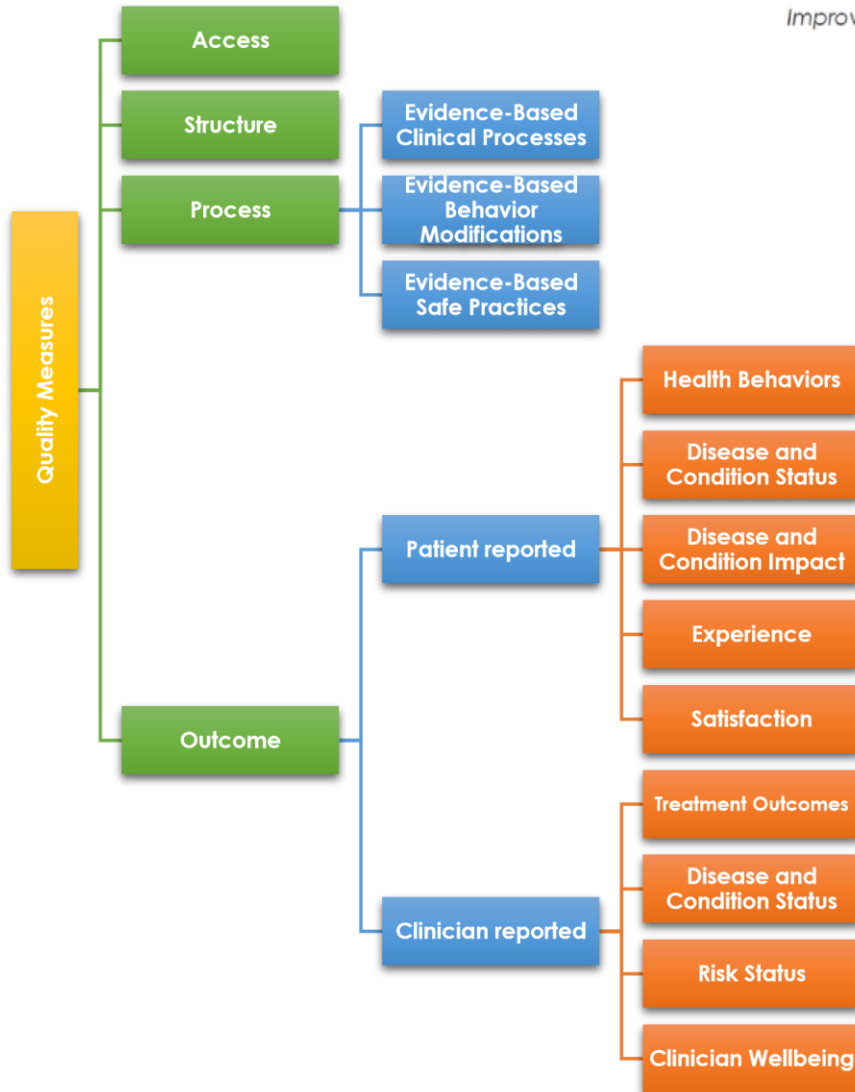 Improv
Access
Structure
Process
Evidence-Based
Clinical Processes
Evidence-Based
Behavior
Modifications
Evidence-Based
Safe Practices
Quality Measures
Outcome
Patient reported
Health Behaviors
Disease and
Condition Status
Disease and
Condition Impact
Experience
Satisfaction
Clinician reported
Treatment Outcomes
Disease and
Condition Status
Risk Status
Clinician Wellbeing